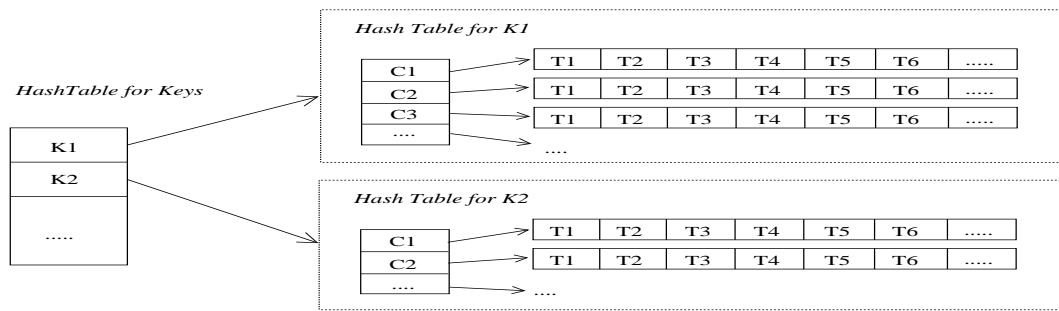 Hash Table for K1
C1 T1 T2 T3 T4 T5 T6 .....
C2 T1 T2 T3 T4 T5 T6 .....
C3 T1 T2 T3 T4 T5 T6 .....
.... ....
HashTable for Keys
K1
K2
.....
Hash Table for K2
C1 T1 T2 T3 T4 T5 T6 .....
C2 T1 T2 T3 T4 T5 T6 .....
.... ....